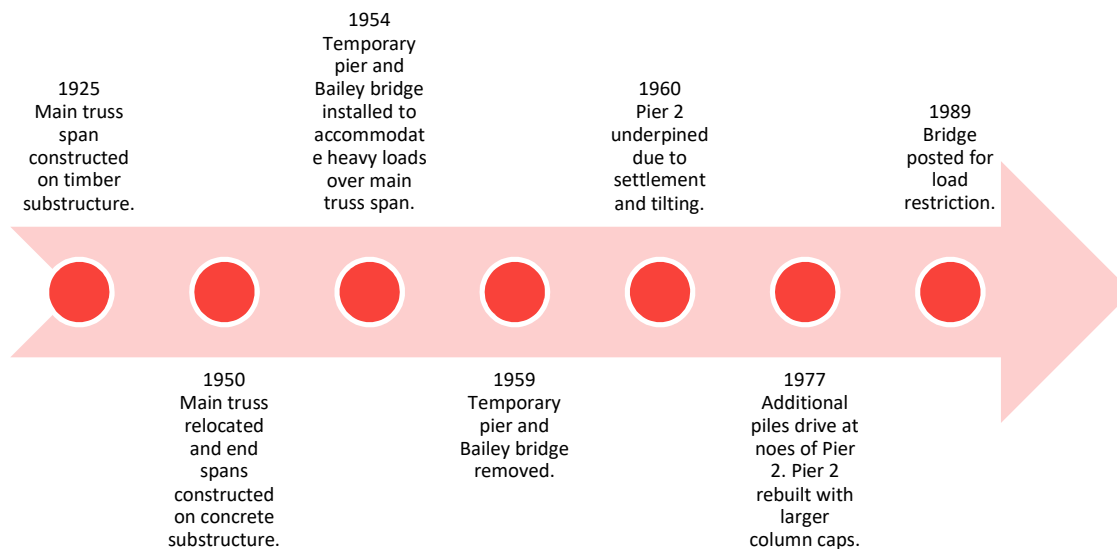 1925
Main truss
span
constructed
on timber
substructure.
1950
Main truss
relocated
and end
spans
constructed
on concrete
substructure.
1954
Temporary
pier and
Bailey bridge
installed to
accommodat
e heavy loads
over main
truss span.
1959
Temporary
pier and
Bailey bridge
removed.
1960
Pier 2
underpined
due to
settlement
and tilting.
1977
Additional
piles drive at
noes of Pier
2. Pier 2
rebuilt with
larger
column caps.
1989
Bridge
posted for
load
restriction.